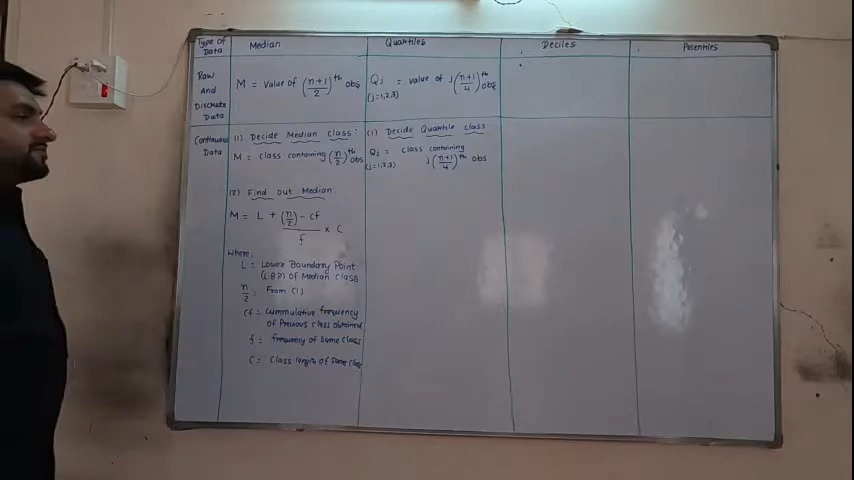 Type of
Data
Median
Quartiles
Deciles
Raw
And
Discrete
Data
M = Value of (n+1/2)th obs
Qj = value of j(n+1/4)th obs
(j=1,2,3)
Continuous
Data
(1) Decide Median class:
M = class containing (n/2)th obs
(2) Find out Median
M = L + (n/2) - cf / f × C
Where,
L = Lower Boundary Point
(L.B.P) of Median class
n/2 = From (1)
cf = cummulative frequency
of Previous class obtained
f = frequency of same class
C = Class length of same class
(1) Decide Quartile class
Qj = class containing
(j=1,2,3) j(n+1/4)th obs